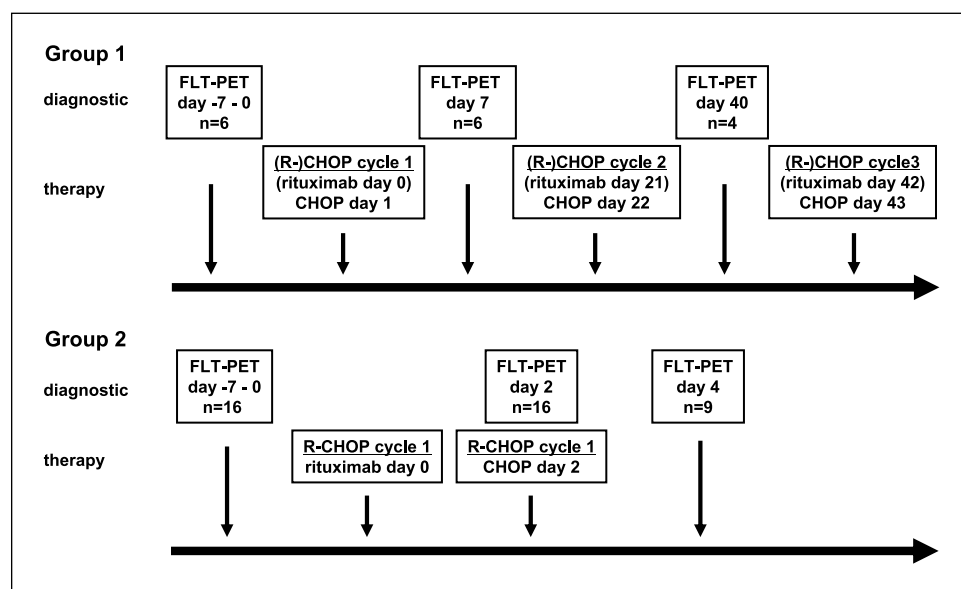 Group 1
diagnostic
FLT-PET
day -7 - 0
n=6
FLT-PET
day 7
n=6
FLT-PET
day 40
n=4
therapy
(R-)CHOP cycle 1
(rituximab day 0)
CHOP day 1
(R-)CHOP cycle 2
(rituximab day 21)
CHOP day 22
(R-)CHOP cycle3
(rituximab day 42)
CHOP day 43
Group 2
diagnostic
FLT-PET
day -7 - 0
n=16
FLT-PET
day 2
n=16
FLT-PET
day 4
n=9
therapy
R-CHOP cycle 1
rituximab day 0
R-CHOP cycle 1
CHOP day 2